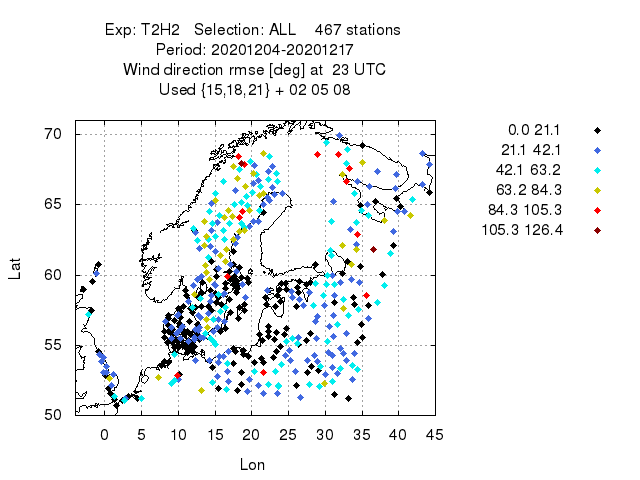 Exp: T2H2 Selection: ALL 467 stations
Period: 20201204-20201217
Wind direction rmse [deg] at 23 UTC
Used {15,18,21} + 02 05 08
0.0 21.1
21.1 42.1
42.1 63.2
63.2 84.3
84.3 105.3
105.3 126.4
70
65
60
55
50
Lat
0 5 10 15 20 25 30 35 40 45
Lon